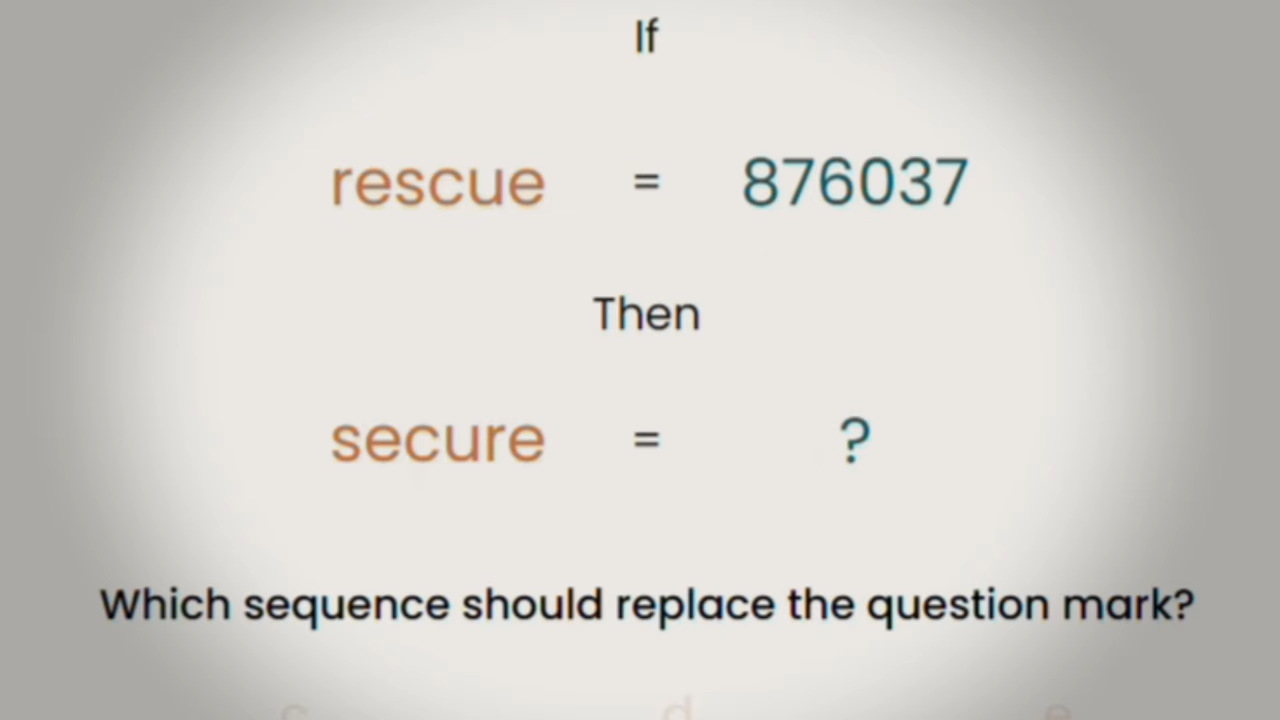 If
rescue = 876037
Then
secure = ?
Which sequence should replace the question mark?
c d e